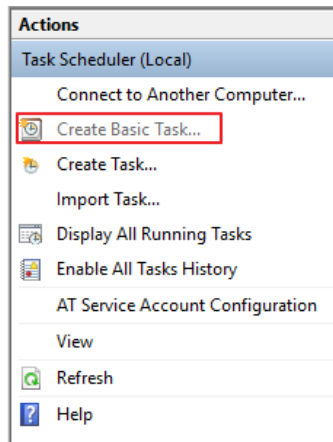 Actions
Task Scheduler (Local)
Connect to Another Computer...
Create Basic Task...
Create Task...
Import Task...
Display All Running Tasks
Enable All Tasks History
AT Service Account Configuration
View
Refresh
Help